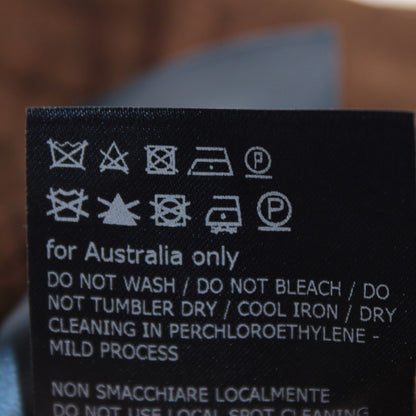 P
P
for Australia only
DO NOT WASH / DO NOT BLEACH / DO
NOT TUMBLER DRY / COOL IRON / DRY
CLEANING IN PERCHLOROETHYLENE -
MILD PROCESS
NON SMACCHIARE LOCALMENTE
DO NOT USE LOCAL SPOT CLEANING